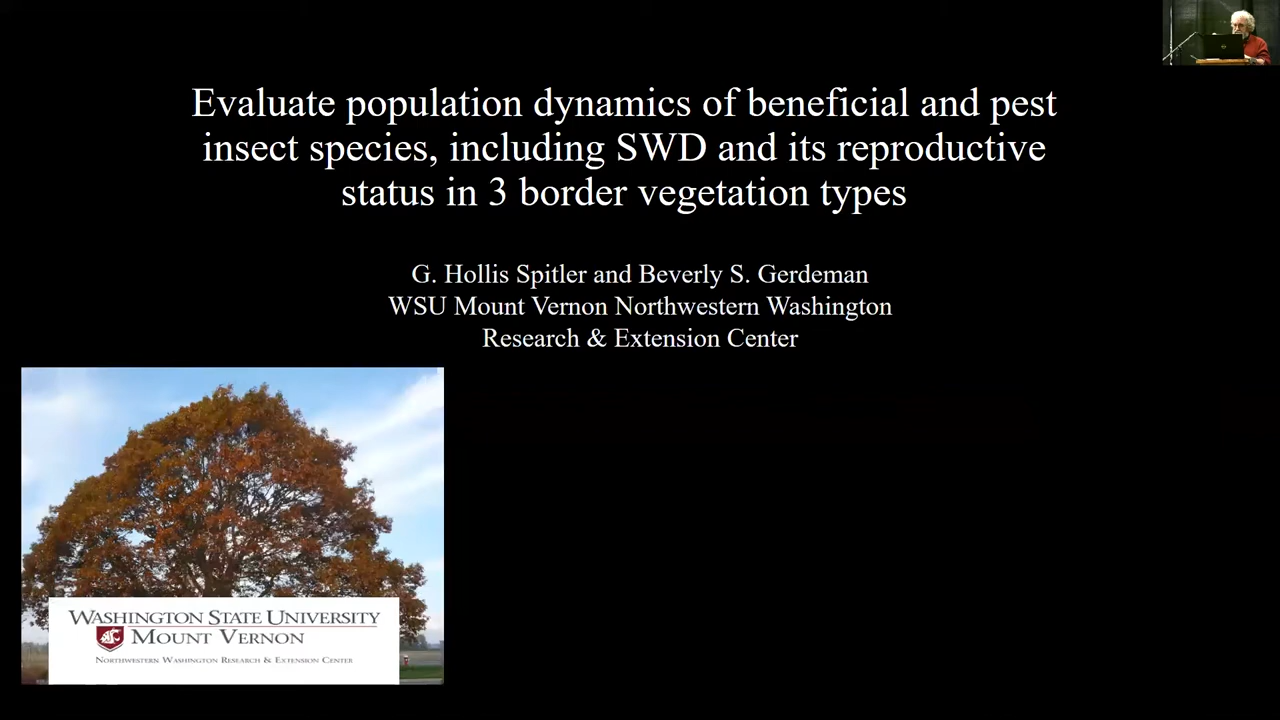 Evaluate population dynamics of beneficial and pest
insect species, including SWD and its reproductive
status in 3 border vegetation types
G. Hollis Spitler and Beverly S. Gerdeman
WSU Mount Vernon Northwestern Washington
Research & Extension Center
WASHINGTON STATE UNIVERSITY
MOUNT VERNON
NORTHWESTERN WASHINGTON RESEARCH & EXTENSION CENTER